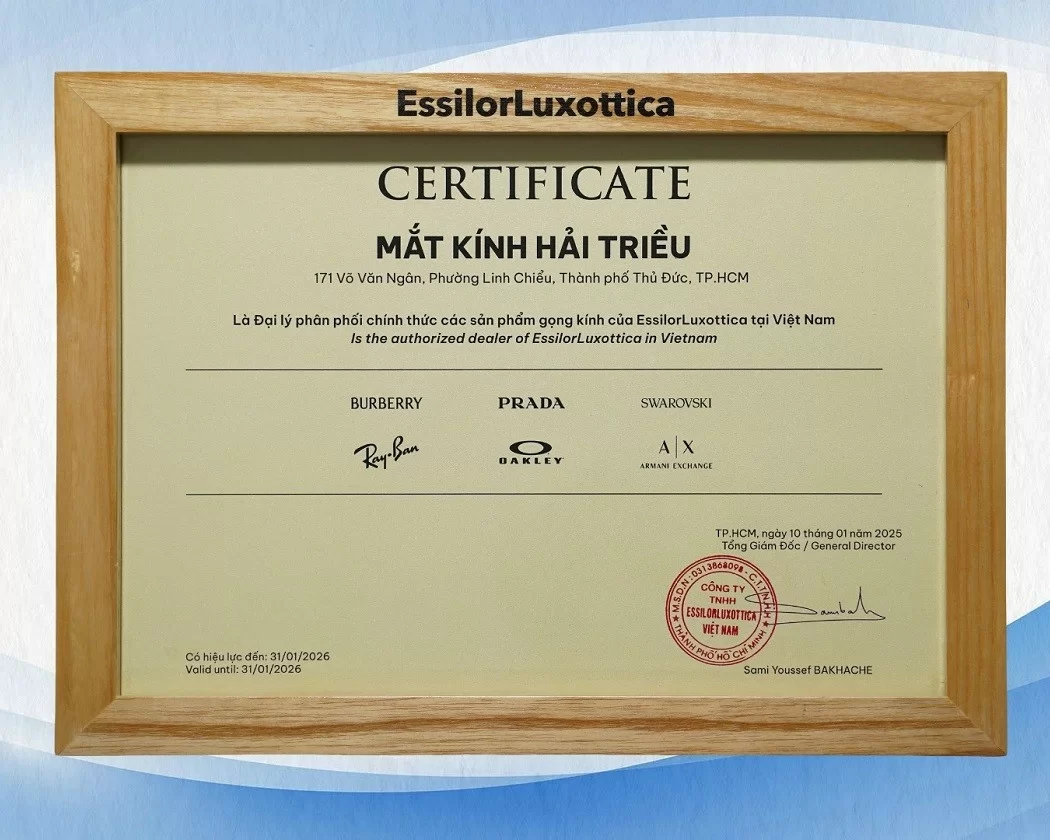 EssilorLuxottica
CERTIFICATE
MẮT KÍNH HẢI TRIỀU
171 Võ Văn Ngân, Phường Linh Chiểu, Thành phố Thủ Đức, TP.HCM
Là Đại lý phân phối chính thức các sản phẩm gọng kính của EssilorLuxottica tại Việt Nam
Is the authorized dealer of EssilorLuxottica in Vietnam
BURBERRY PRADA SWAROVSKI
Ray-Ban OAKLEY A|X
ARMANI EXCHANGE
TP.HCM, ngày 10 tháng 01 năm 2025
Tổng Giám Đốc / General Director
M.S.D.N: 0313868098 - C.T.T.N.H.H
CÔNG TY
TNHH
ESSILORLUXOTTICA
VIỆT NAM
THÀNH PHỐ HỒ CHÍ MINH
Có hiệu lực đến: 31/01/2026
Valid until: 31/01/2026
Sami Youssef BAKHACHE